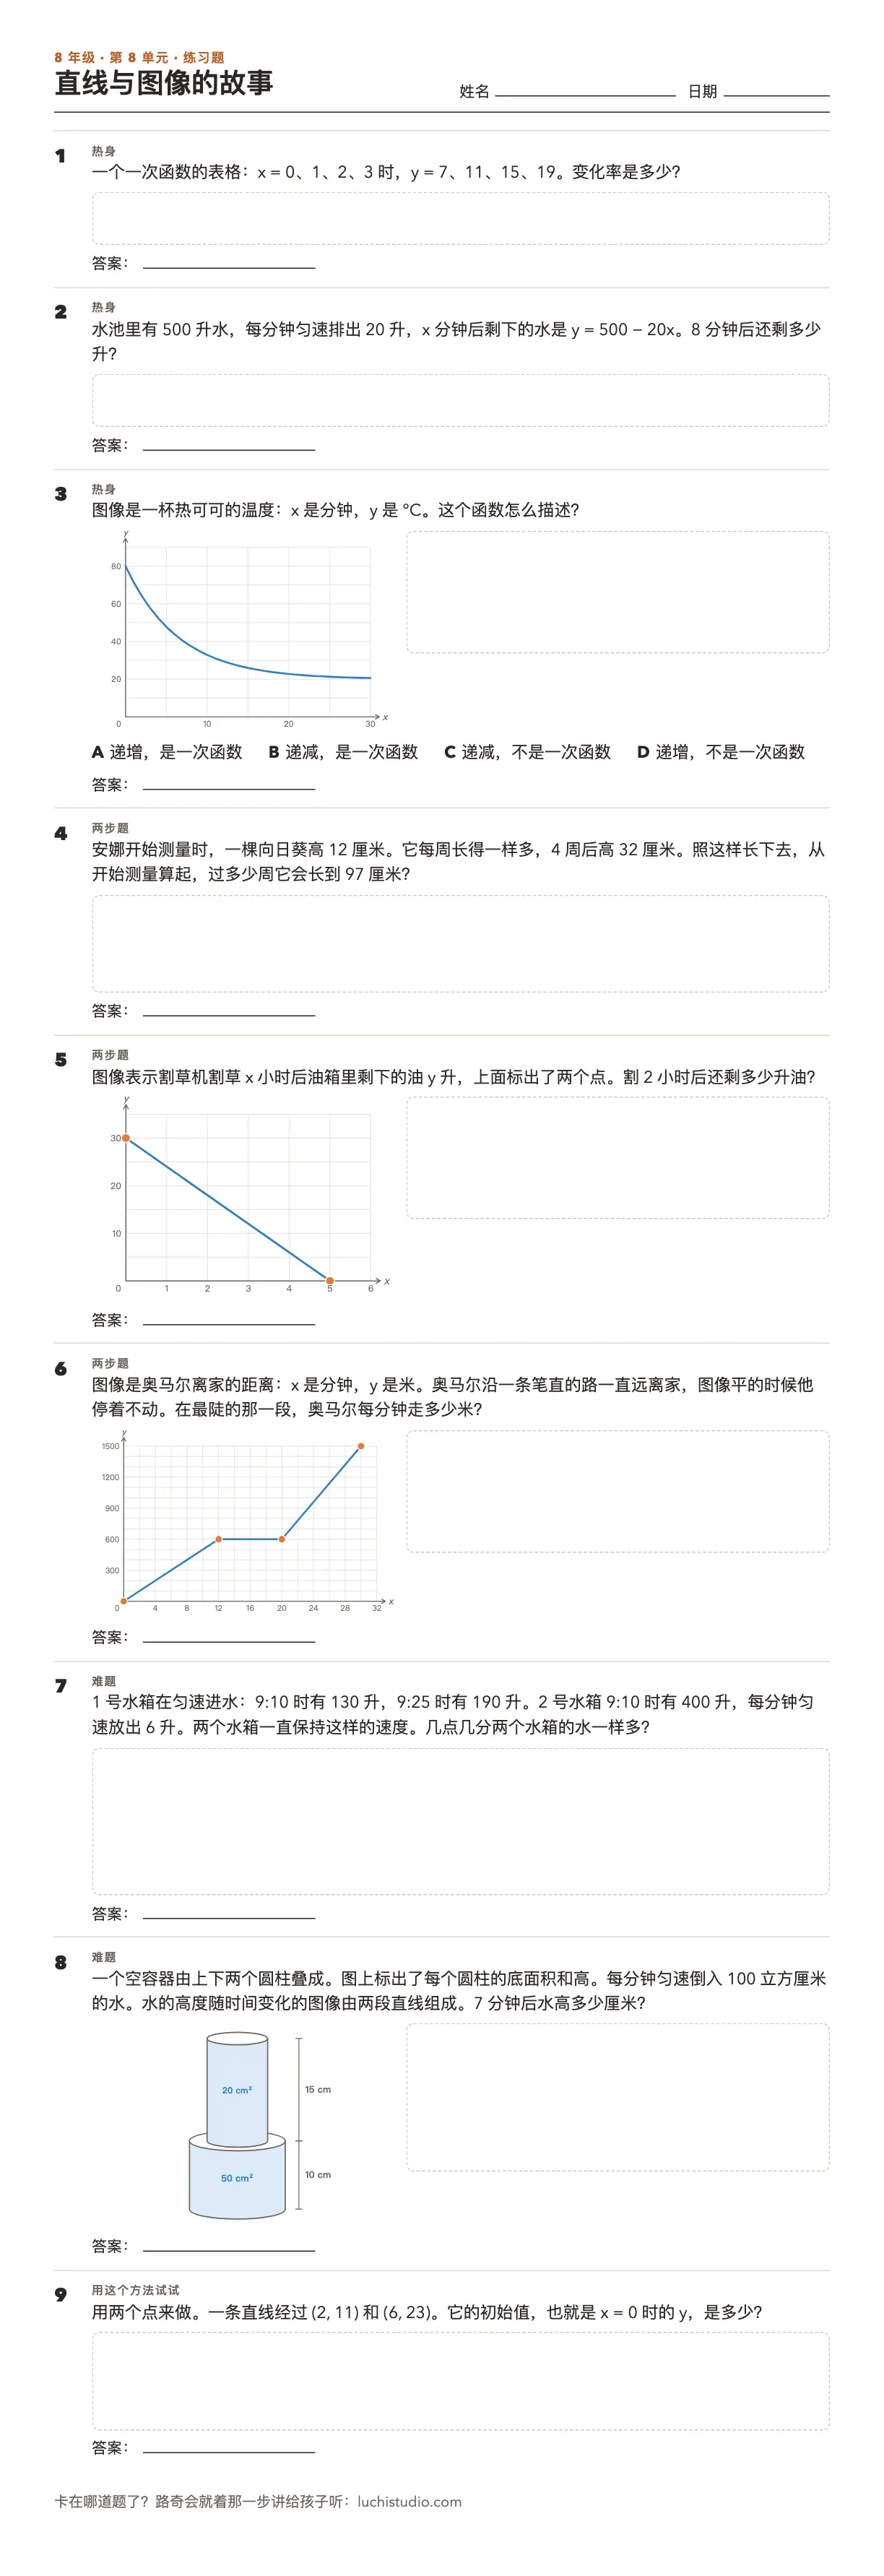 8 年级 · 第 8 单元 · 练习题
直线与图像的故事
姓名
日期
1
热身
一个一次函数的表格：x = 0、1、2、3 时，y = 7、11、15、19。变化率是多少？
答案：
2
热身
水池里有 500 升水，每分钟匀速排出 20 升，x 分钟后剩下的水是 y = 500 − 20x。8 分钟后还剩多少
升？
答案：
3
热身
图像是一杯热可可的温度：x 是分钟，y 是 °C。这个函数怎么描述？
y
80
60
40
20
0
10
20
30
x
A 递增，是一次函数 B 递减，是一次函数 C 递减，不是一次函数 D 递增，不是一次函数
答案：
4
两步题
安娜开始测量时，一棵向日葵高 12 厘米。它每周长得一样多，4 周后高 32 厘米。照这样长下去，从
开始测量算起，过多少周它会长到 97 厘米？
答案：
5
两步题
图像表示割草机割草 x 小时后油箱里剩下的油 y 升，上面标出了两个点。割 2 小时后还剩多少升油？
y
30
20
10
0
1
2
3
4
5
6
x
答案：
6
两步题
图像是奥马尔离家的距离：x 是分钟，y 是米。奥马尔沿一条笔直的路一直远离家，图像平的时候他
停着不动。在最陡的那一段，奥马尔每分钟走多少米？
y
1500
1200
900
600
300
0
4
8
12
16
20
24
28
32
x
答案：
7
难题
1 号水箱在匀速进水：9:10 时有 130 升，9:25 时有 190 升。2 号水箱 9:10 时有 400 升，每分钟匀
速放出 6 升。两个水箱一直保持这样的速度。几点几分两个水箱的水一样多？
答案：
8
难题
一个空容器由上下两个圆柱叠成。图上标出了每个圆柱的底面积和高。每分钟匀速倒入 100 立方厘米
的水。水的高度随时间变化的图像由两段直线组成。7 分钟后水高多少厘米？
20 cm²
15 cm
50 cm²
10 cm
答案：
9
用这个方法试试
用两个点来做。一条直线经过 (2, 11) 和 (6, 23)。它的初始值，也就是 x = 0 时的 y，是多少？
答案：
卡在哪道题了？路奇会就着那一步讲给孩子听：luchistudio.com